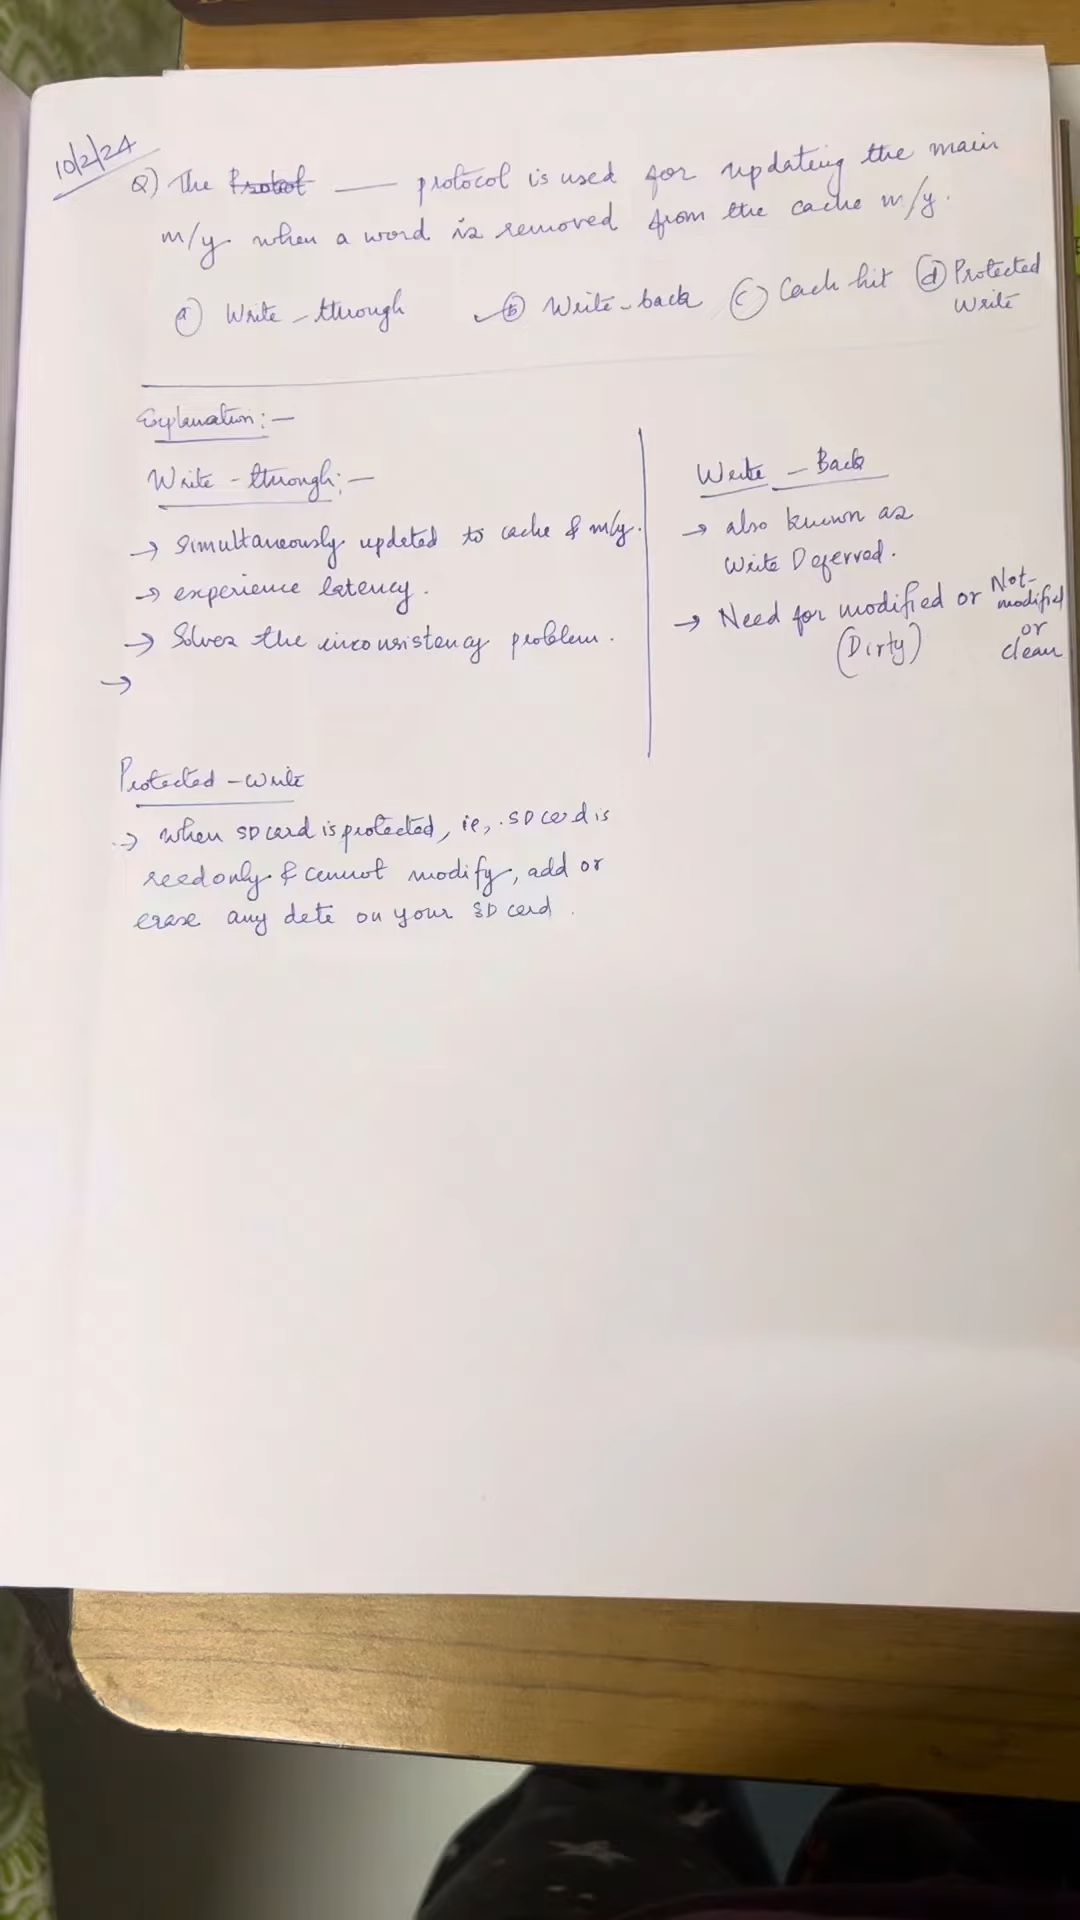 10/2/24
Q) The ___ protocol is used for updating the main
m/y when a word is removed from the cache m/y.
(a) Write-through (b) Write-back (c) Cach hit (d) Protected
Write
Explanation:-
Write-through:-
→ Simultaneously updated to cache & m/y.
→ experience latency.
→ Solves the inconsistency problem.
→
Write-Back
→ also known as
Write Deferred.
→ Need for modified or Not-
modified
(Dirty) or
clean
Protected-write
→ When SD card is protected, ie, SD card is
readonly & cannot modify, add or
erase any data on your SD card.